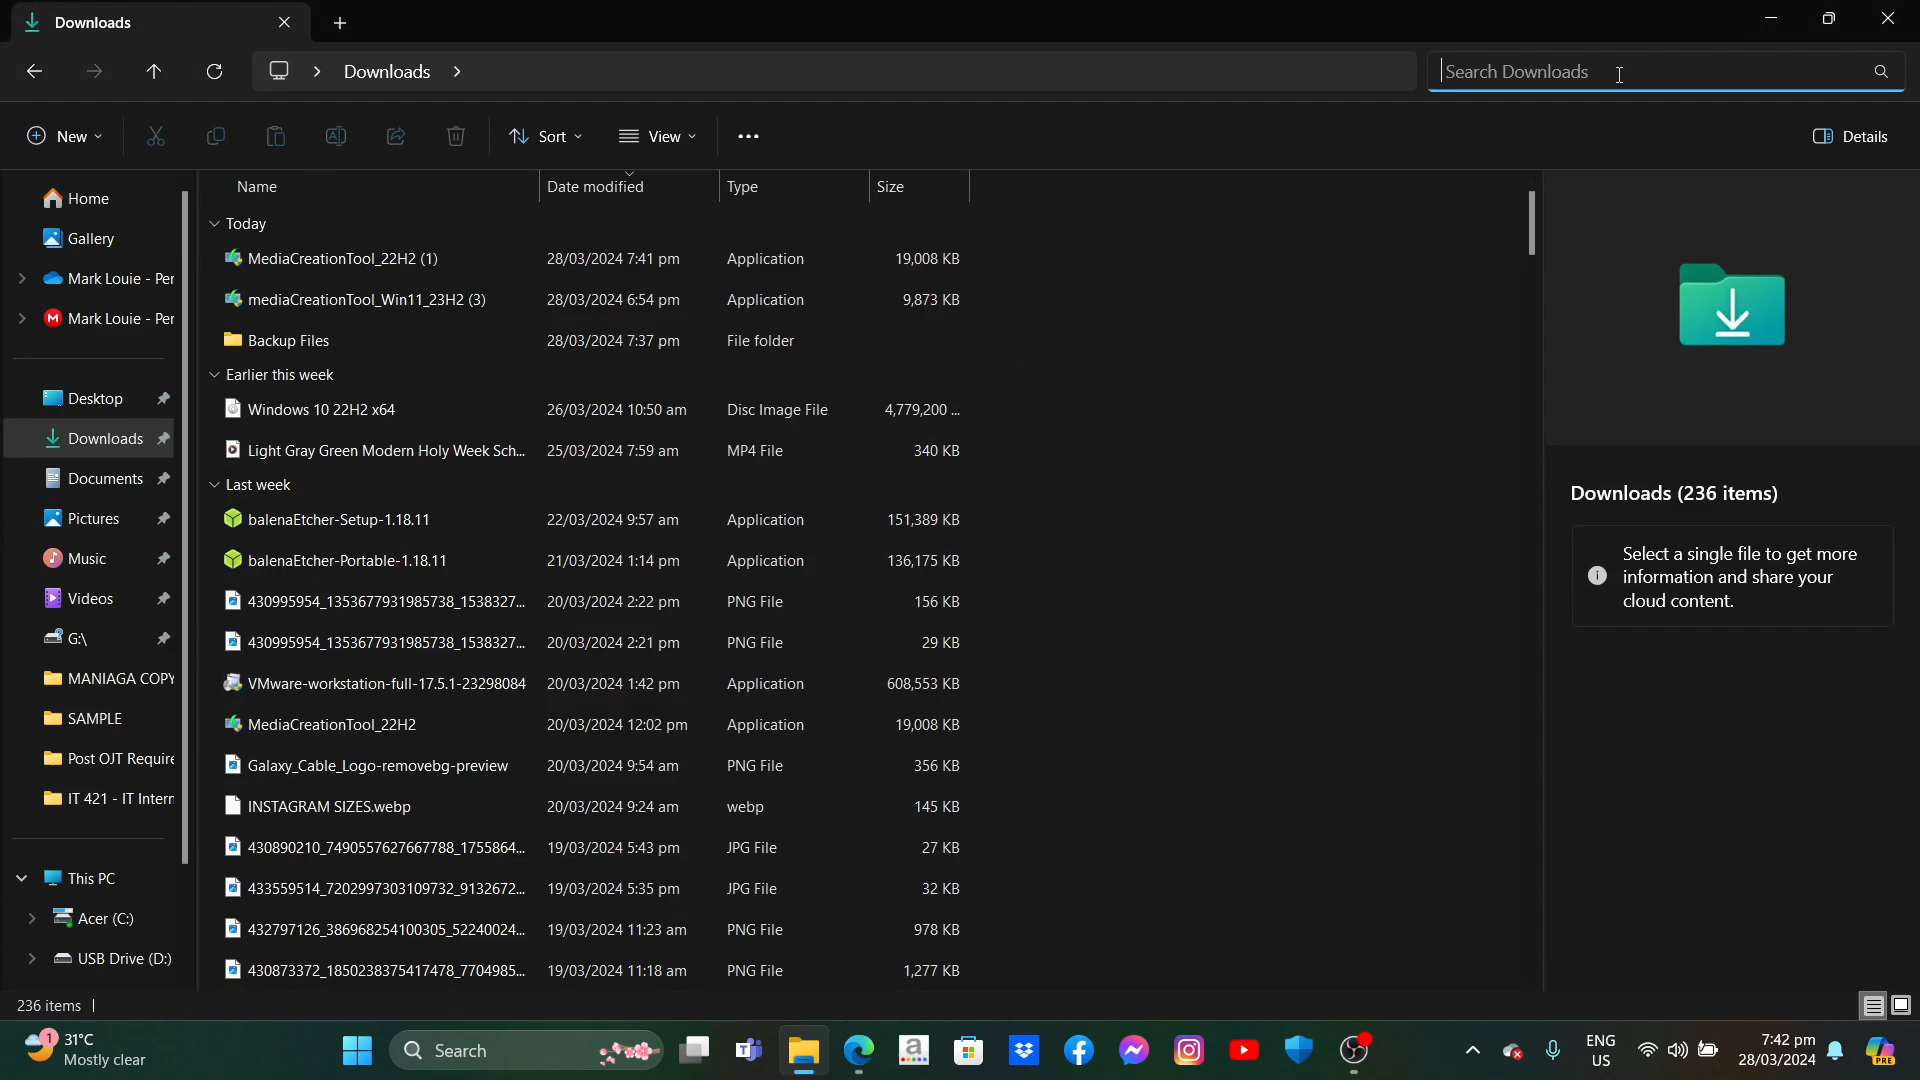 Downloads
Downloads
Search Downloads
New
Sort
View
Details
Home
Gallery
Mark Louie - Per
Mark Louie - Per
Desktop
Downloads
Documents
Pictures
Music
Videos
G:\
MANIAGA COPY
SAMPLE
Post OJT Require
IT 421 - IT Intern
This PC
Acer (C:)
USB Drive (D:)
Name Date modified Type Size
Today
MediaCreationTool_22H2 (1) 28/03/2024 7:41 pm Application 19,008 KB
mediaCreationTool_Win11_23H2 (3) 28/03/2024 6:54 pm Application 9,873 KB
Backup Files 28/03/2024 7:37 pm File folder
Earlier this week
Windows 10 22H2 x64 26/03/2024 10:50 am Disc Image File 4,779,200 ...
Light Gray Green Modern Holy Week Sch... 25/03/2024 7:59 am MP4 File 340 KB
Last week
balenaEtcher-Setup-1.18.11 22/03/2024 9:57 am Application 151,389 KB
balenaEtcher-Portable-1.18.11 21/03/2024 1:14 pm Application 136,175 KB
430995954_1353677931985738_1538327... 20/03/2024 2:22 pm PNG File 156 KB
430995954_1353677931985738_1538327... 20/03/2024 2:21 pm PNG File 29 KB
VMware-workstation-full-17.5.1-23298084 20/03/2024 1:42 pm Application 608,553 KB
MediaCreationTool_22H2 20/03/2024 12:02 pm Application 19,008 KB
Galaxy_Cable_Logo-removebg-preview 20/03/2024 9:54 am PNG File 356 KB
INSTAGRAM SIZES.webp 20/03/2024 9:24 am webp 145 KB
430890210_7490557627667788_1755864... 19/03/2024 5:43 pm JPG File 27 KB
433559514_7202997303109732_9132672... 19/03/2024 5:35 pm JPG File 32 KB
432797126_386968254100305_52240024... 19/03/2024 11:23 am PNG File 978 KB
430873372_1850238375417478_7704985... 19/03/2024 11:18 am PNG File 1,277 KB
Downloads (236 items)
Select a single file to get more
information and share your
cloud content.
236 items
1
31°C
Mostly clear
Search
ENG
US
7:42 pm
28/03/2024
PRE